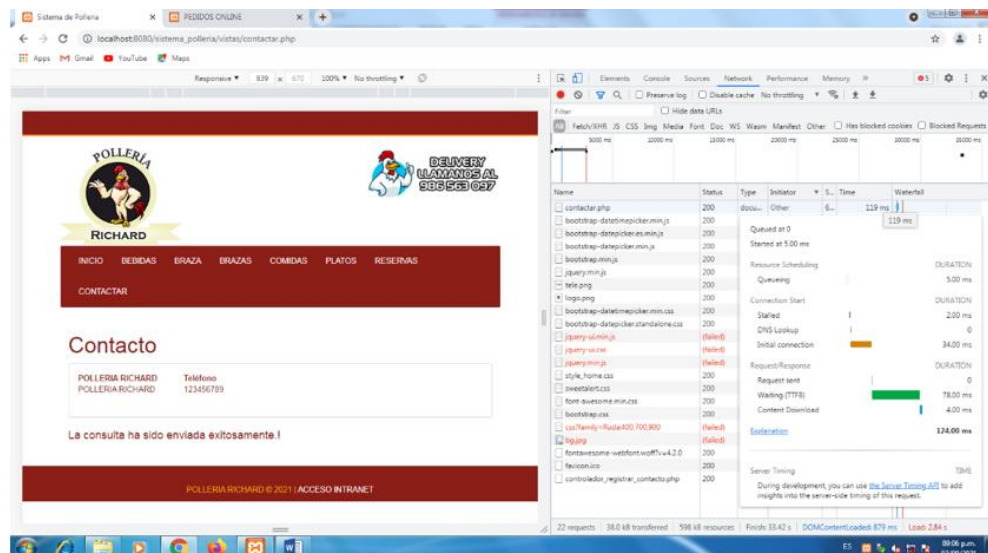 Sistema de Polleria
PEDIDOS ONLINE
localhost:8080/sistema_polleria/vistas/contactar.php
Apps Gmail YouTube Maps
Responsive 839 x 670 100% No throttling
Elements Console Sources Network Performance Memory 5
Preserve log Disable cache No throttling
Filter Hide data URLs
All Fetch/XHR JS CSS Img Media Font Doc WS Wasm Manifest Other Has blocked cookies Blocked Requests
5000 ms 10000 ms 15000 ms 20000 ms 25000 ms 30000 ms 35000 ms
POLLERÍA
RICHARD
DELIVERY
LLAMANOS AL
986 563 097
INICIO BEBIDAS BRAZA BRAZAS COMIDAS PLATOS RESERVAS
CONTACTAR
Contacto
POLLERIA RICHARD Teléfono
POLLERIA RICHARD 123456789
La consulta ha sido enviada exitosamente.!
POLLERIA RICHARD © 2021 | ACCESO INTRANET
Name Status Type Initiator S... Time Waterfall
contactar.php 200 docu... Other 6... 119 ms
119 ms
bootstrap-datetimepicker.min.js 200
bootstrap-datepicker.es.min.js 200
bootstrap-datepicker.min.js 200
bootstrap.min.js 200
jquery.min.js 200
tele.png 200
logo.png 200
bootstrap-datetimepicker.min.css 200
bootstrap-datepicker.standalone.css 200
jquery-ui.min.js (failed)
jquery-ui.css (failed)
jquery.min.js (failed)
style_home.css 200
sweetalert.css 200
font-awesome.min.css 200
bootstrap.css 200
css?family=Ruda:400,700,900 (failed)
bg.jpg (failed)
fontawesome-webfont.woff?v=4.2.0 200
favicon.ico 200
controlador_registrar_contacto.php 200
Queued at 0
Started at 5.00 ms
Resource Scheduling DURATION
Queueing 5.00 ms
Connection Start DURATION
Stalled 2.00 ms
DNS Lookup 0
Initial connection 34.00 ms
Request/Response DURATION
Request sent 0
Waiting (TTFB) 78.00 ms
Content Download 4.00 ms
Explanation 124.00 ms
Server Timing TIME
During development, you can use the Server Timing API to add
insights into the server-side timing of this request.
22 requests 38.0 kB transferred 598 kB resources Finish: 33.42 s DOMContentLoaded: 879 ms Load: 2.84 s
ES 09:06 p.m.